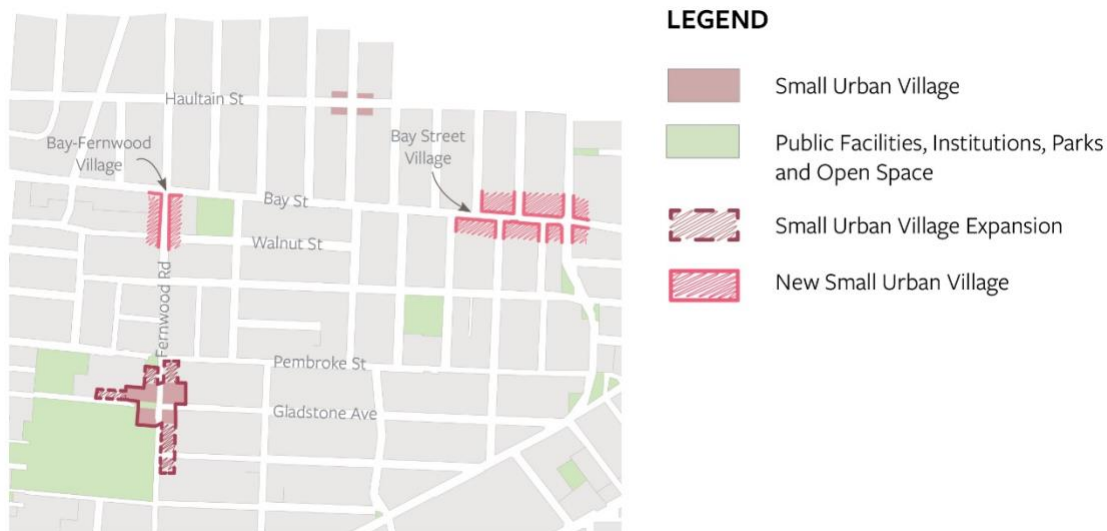 LEGEND
Small Urban Village
Public Facilities, Institutions, Parks
and Open Space
Small Urban Village Expansion
New Small Urban Village
Haultain St
Bay-Fernwood
Village
Bay Street
Village
Bay St
Walnut St
Fernwood Rd
Pembroke St
Gladstone Ave